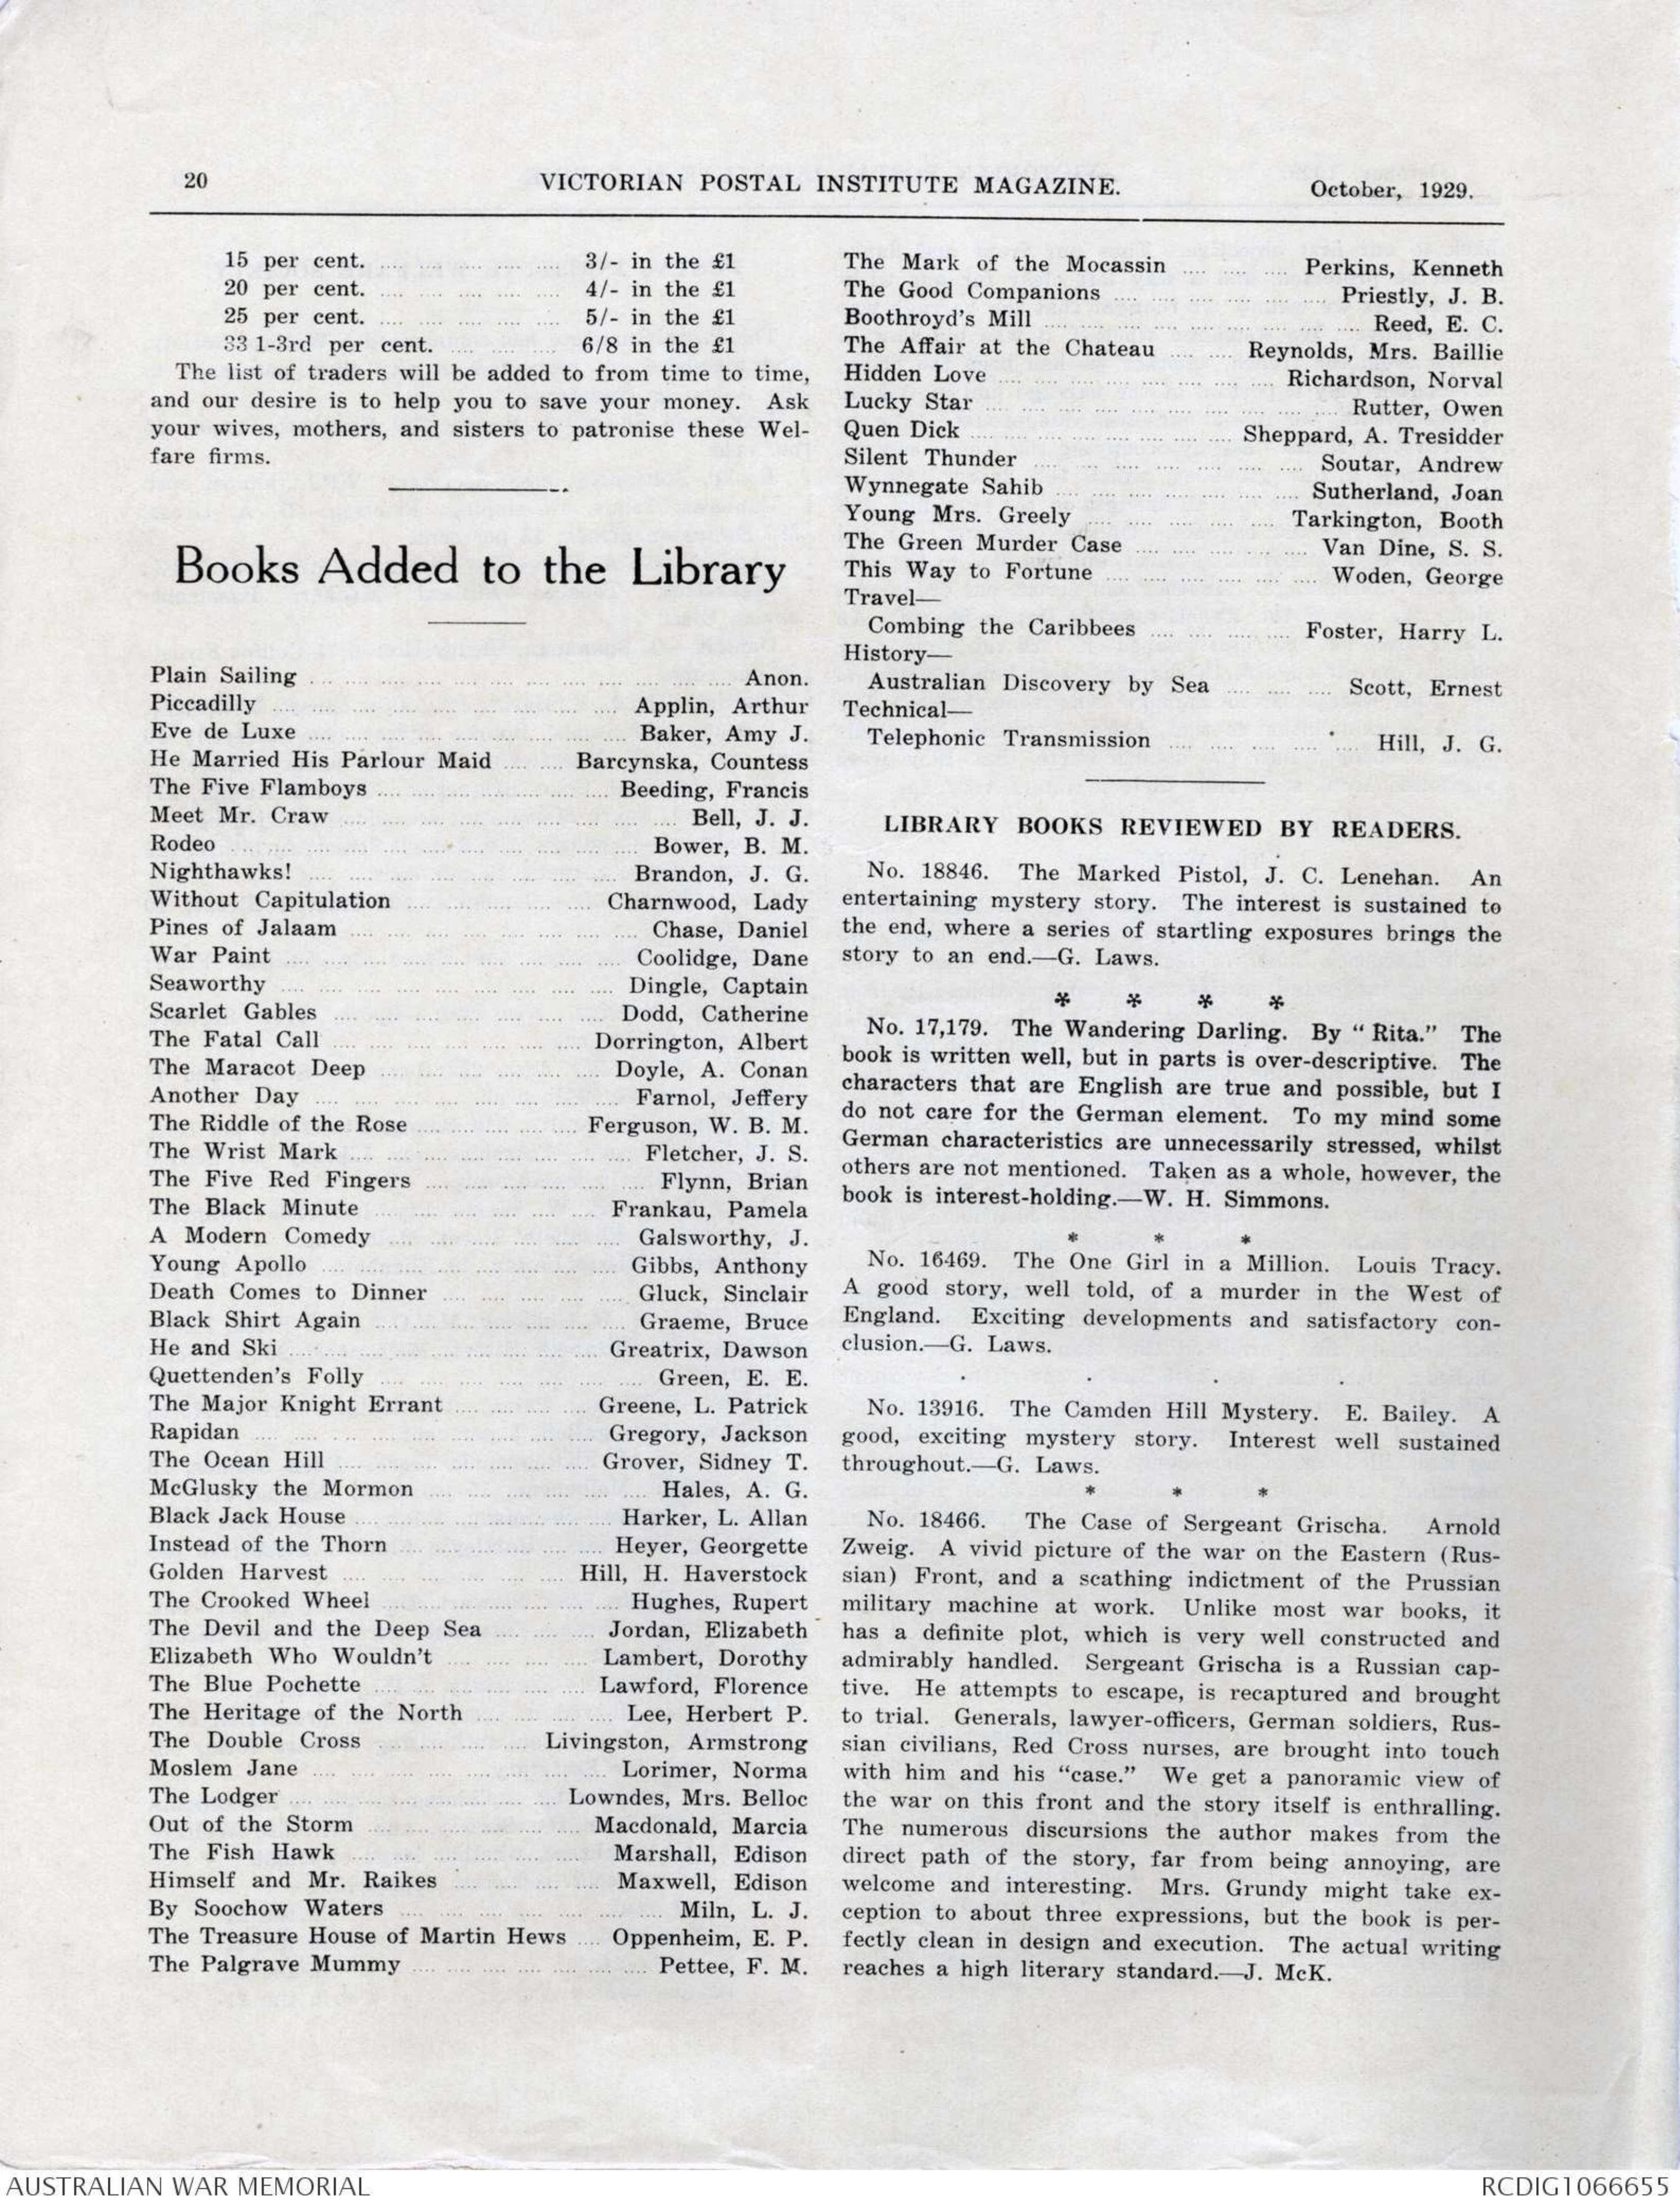 20
VICTORIAN POSTAL INSTITUTE MAGAZINE.
October, 1929.
15 per cent. .... .... .... .... .... 3/- in the £1
20 per cent. .... .... .... .... .... 4/- in the £1
25 per cent. .... .... .... .... .... 5/- in the £1
33 1-3rd per cent. .... .... .... 6/8 in the £1
The list of traders will be added to from time to time,
and our desire is to help you to save your money. Ask
your wives, mothers, and sisters to patronise these Wel-
fare firms.
Books Added to the Library
Plain Sailing .... Anon.
Piccadilly .... Applin, Arthur
Eve de Luxe .... Baker, Amy J.
He Married His Parlour Maid .... Barcynska, Countess
The Five Flamboys .... Beeding, Francis
Meet Mr. Craw .... Bell, J. J.
Rodeo .... Bower, B. M.
Nighthawks! .... Brandon, J. G.
Without Capitulation .... Charnwood, Lady
Pines of Jalaam .... Chase, Daniel
War Paint .... Coolidge, Dane
Seaworthy .... Dingle, Captain
Scarlet Gables .... Dodd, Catherine
The Fatal Call .... Dorrington, Albert
The Maracot Deep .... Doyle, A. Conan
Another Day .... Farnol, Jeffery
The Riddle of the Rose .... Ferguson, W. B. M.
The Wrist Mark .... Fletcher, J. S.
The Five Red Fingers .... Flynn, Brian
The Black Minute .... Frankau, Pamela
A Modern Comedy .... Galsworthy, J.
Young Apollo .... Gibbs, Anthony
Death Comes to Dinner .... Gluck, Sinclair
Black Shirt Again .... Graeme, Bruce
He and Ski .... Greatrix, Dawson
Quettenden's Folly .... Green, E. E.
The Major Knight Errant .... Greene, L. Patrick
Rapidan .... Gregory, Jackson
The Ocean Hill .... Grover, Sidney T.
McGlusky the Mormon .... Hales, A. G.
Black Jack House .... Harker, L. Allan
Instead of the Thorn .... Heyer, Georgette
Golden Harvest .... Hill, H. Haverstock
The Crooked Wheel .... Hughes, Rupert
The Devil and the Deep Sea .... Jordan, Elizabeth
Elizabeth Who Wouldn't .... Lambert, Dorothy
The Blue Pochette .... Lawford, Florence
The Heritage of the North .... Lee, Herbert P.
The Double Cross .... Livingston, Armstrong
Moslem Jane .... Lorimer, Norma
The Lodger .... Lowndes, Mrs. Belloc
Out of the Storm .... Macdonald, Marcia
The Fish Hawk .... Marshall, Edison
Himself and Mr. Raikes .... Maxwell, Edison
By Soochow Waters .... Miln, L. J.
The Treasure House of Martin Hews .... Oppenheim, E. P.
The Palgrave Mummy .... Pettee, F. M.
The Mark of the Mocassin .... Perkins, Kenneth
The Good Companions .... Priestly, J. B.
Boothroyd's Mill .... Reed, E. C.
The Affair at the Chateau .... Reynolds, Mrs. Baillie
Hidden Love .... Richardson, Norval
Lucky Star .... Rutter, Owen
Quen Dick .... Sheppard, A. Tresidder
Silent Thunder .... Soutar, Andrew
Wynnegate Sahib .... Sutherland, Joan
Young Mrs. Greely .... Tarkington, Booth
The Green Murder Case .... Van Dine, S. S.
This Way to Fortune .... Woden, George
Travel—
Combing the Caribbees .... Foster, Harry L.
History—
Australian Discovery by Sea .... Scott, Ernest
Technical—
Telephonic Transmission .... Hill, J. G.
LIBRARY BOOKS REVIEWED BY READERS.
No. 18846. The Marked Pistol, J. C. Lenehan. An
entertaining mystery story. The interest is sustained to
the end, where a series of startling exposures brings the
story to an end.—G. Laws.
* * * *
No. 17,179. The Wandering Darling. By "Rita." The
book is written well, but in parts is over-descriptive. The
characters that are English are true and possible, but I
do not care for the German element. To my mind some
German characteristics are unnecessarily stressed, whilst
others are not mentioned. Taken as a whole, however, the
book is interest-holding.—W. H. Simmons.
* * *
No. 16469. The One Girl in a Million. Louis Tracy.
A good story, well told, of a murder in the West of
England. Exciting developments and satisfactory con-
clusion.—G. Laws.
. . . .
No. 13916. The Camden Hill Mystery. E. Bailey. A
good, exciting mystery story. Interest well sustained
throughout.—G. Laws.
* * *
No. 18466. The Case of Sergeant Grischa. Arnold
Zweig. A vivid picture of the war on the Eastern (Rus-
sian) Front, and a scathing indictment of the Prussian
military machine at work. Unlike most war books, it
has a definite plot, which is very well constructed and
admirably handled. Sergeant Grischa is a Russian cap-
tive. He attempts to escape, is recaptured and brought
to trial. Generals, lawyer-officers, German soldiers, Rus-
sian civilians, Red Cross nurses, are brought into touch
with him and his "case." We get a panoramic view of
the war on this front and the story itself is enthralling.
The numerous discursions the author makes from the
direct path of the story, far from being annoying, are
welcome and interesting. Mrs. Grundy might take ex-
ception to about three expressions, but the book is per-
fectly clean in design and execution. The actual writing
reaches a high literary standard.—J. McK.
AUSTRALIAN WAR MEMORIAL
RCDIG1066655